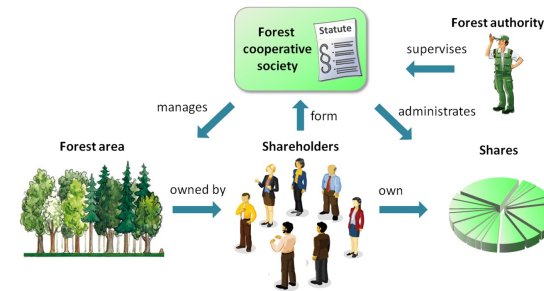 Forest
cooperative
society
Statute
§
Forest authority
supervises
manages
form
administrates
Forest area
Shareholders
Shares
owned by
own